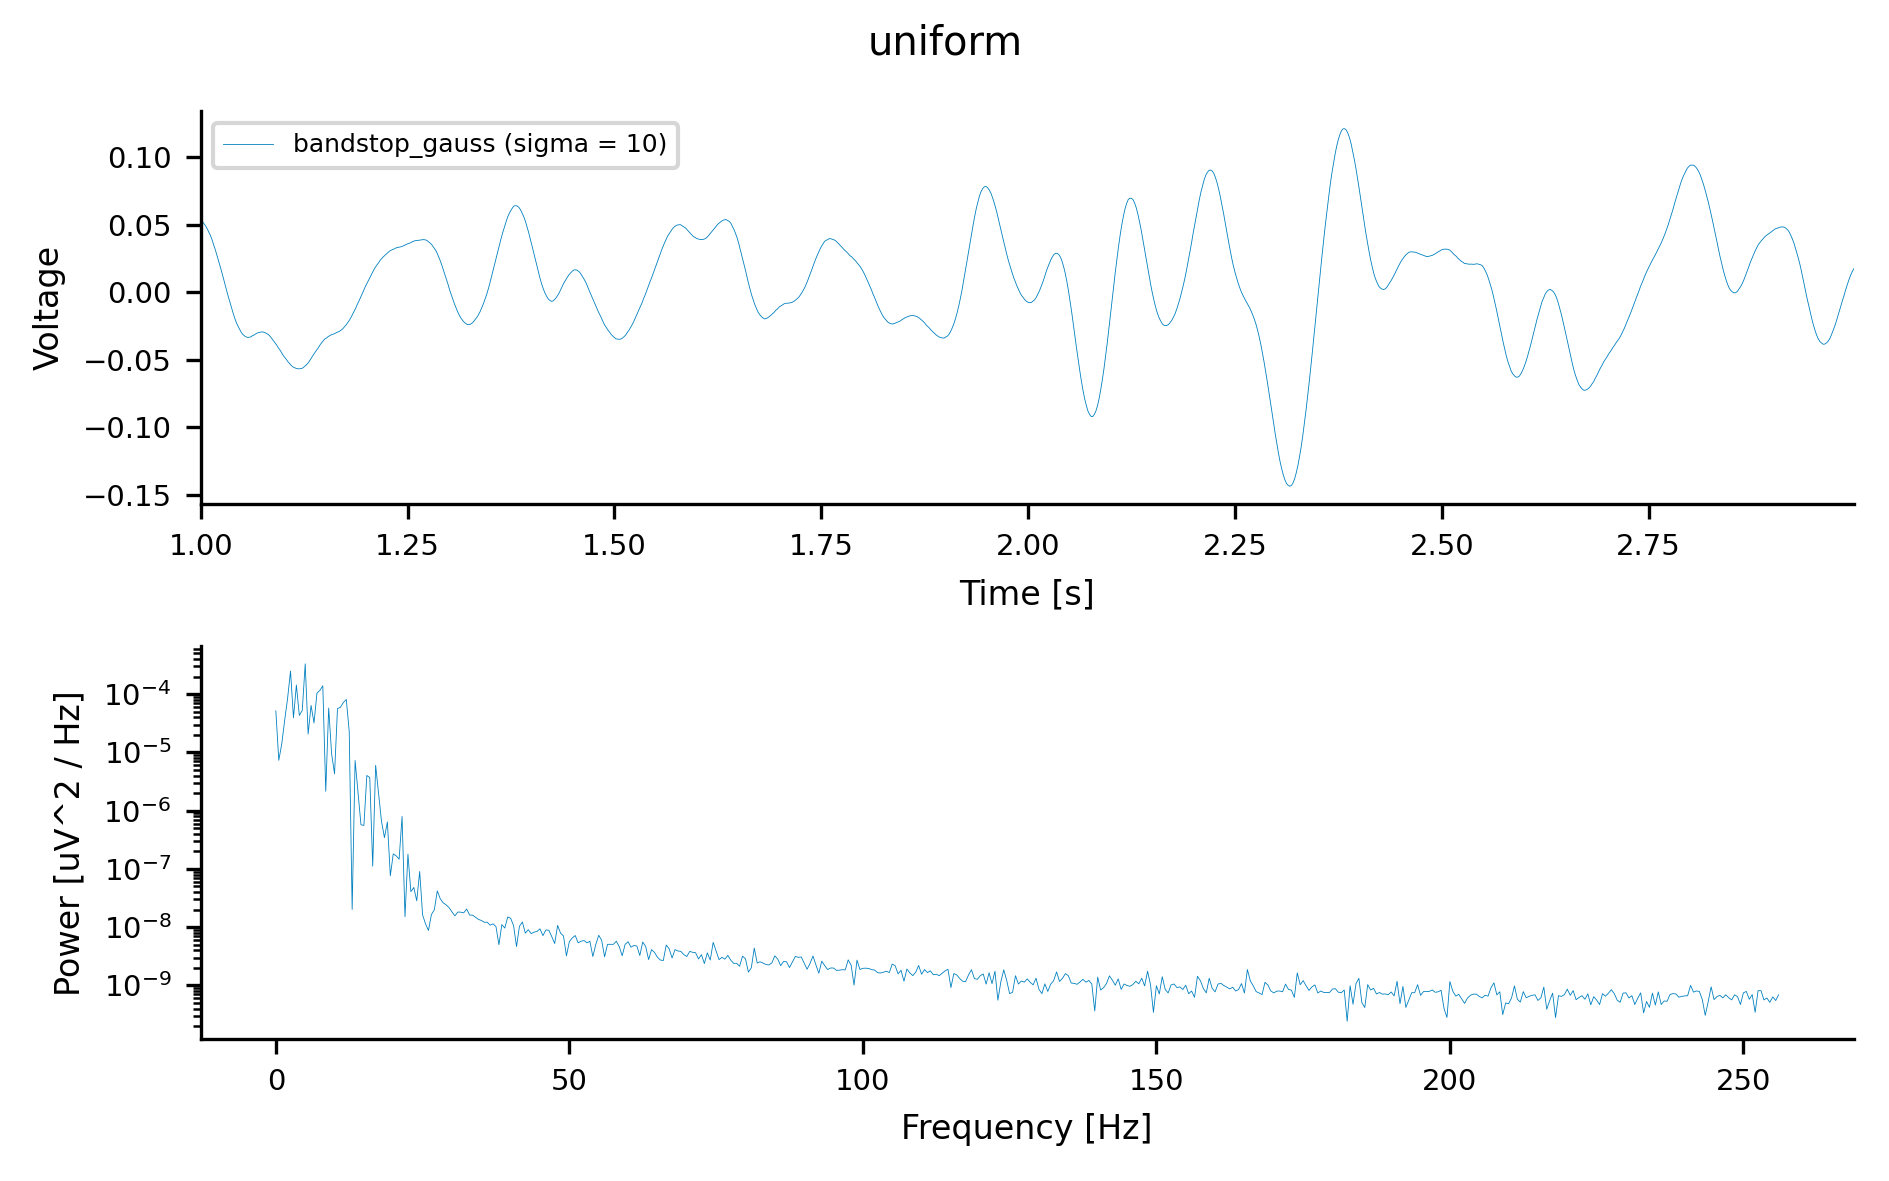 uniform
bandstop_gauss (sigma = 10)
Voltage
0.10
0.05
0.00
−0.05
−0.10
−0.15
1.00 1.25 1.50 1.75 2.00 2.25 2.50 2.75
Time [s]
Power [uV^2 / Hz]
10⁻⁴
10⁻⁵
10⁻⁶
10⁻⁷
10⁻⁸
10⁻⁹
0 50 100 150 200 250
Frequency [Hz]